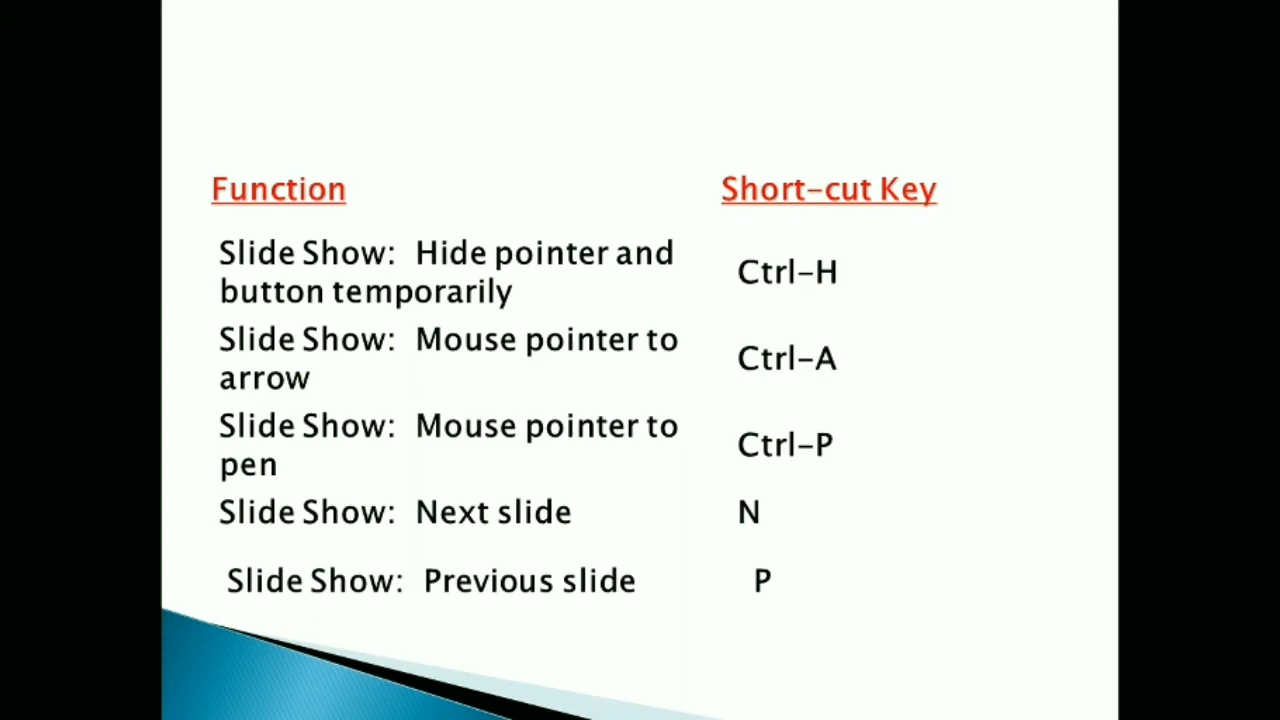 Function Short-cut Key
Slide Show: Hide pointer and
button temporarily Ctrl-H
Slide Show: Mouse pointer to
arrow Ctrl-A
Slide Show: Mouse pointer to
pen Ctrl-P
Slide Show: Next slide N
Slide Show: Previous slide P